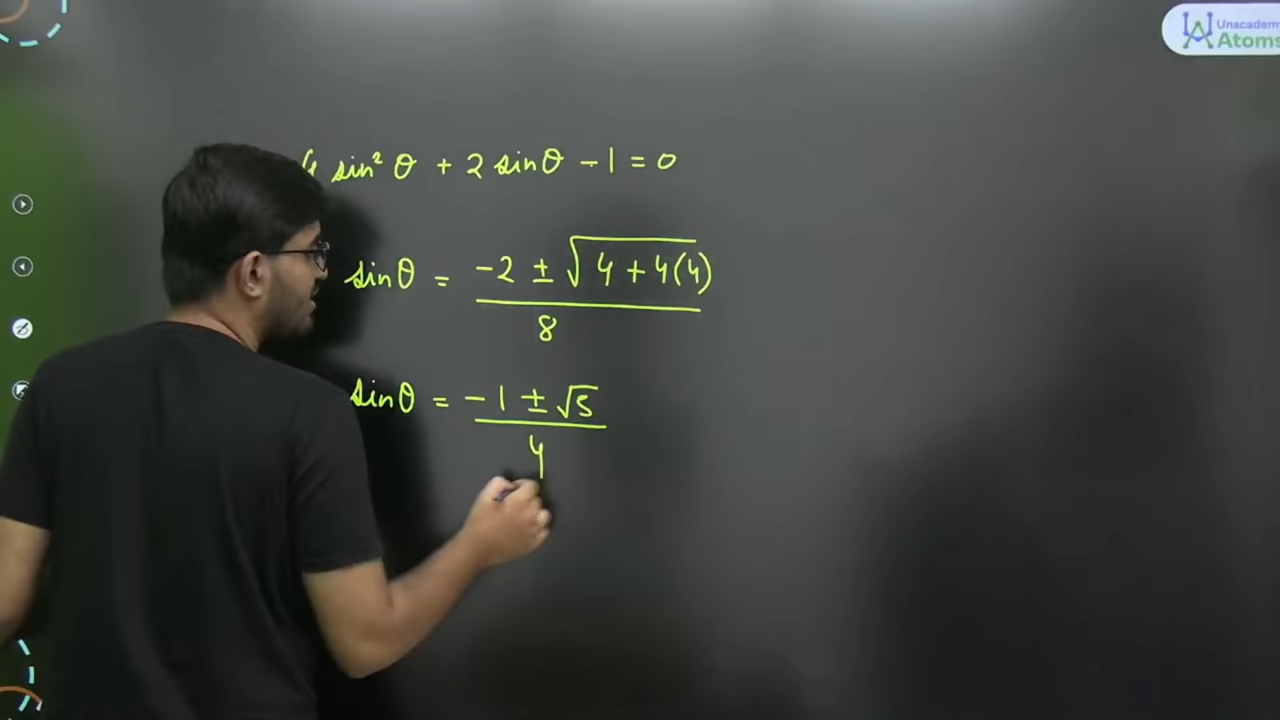 Unacademy
Atoms
4 sin² θ + 2 sinθ - 1 = 0
sinθ = -2 ± √4 + 4(4)
8
sinθ = -1 ± √5
4